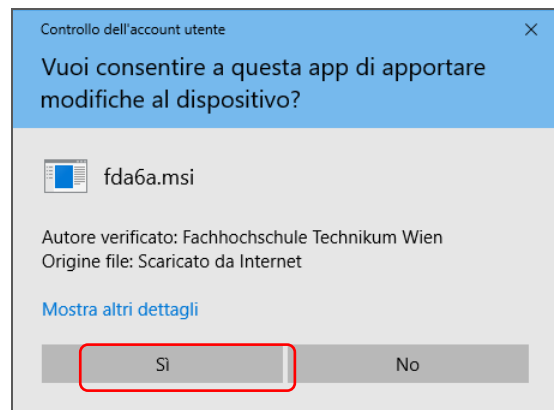 Controllo dell'account utente
Vuoi consentire a questa app di apportare
modifiche al dispositivo?
fda6a.msi
Autore verificato: Fachhochschule Technikum Wien
Origine file: Scaricato da Internet
Mostra altri dettagli
Sì
No